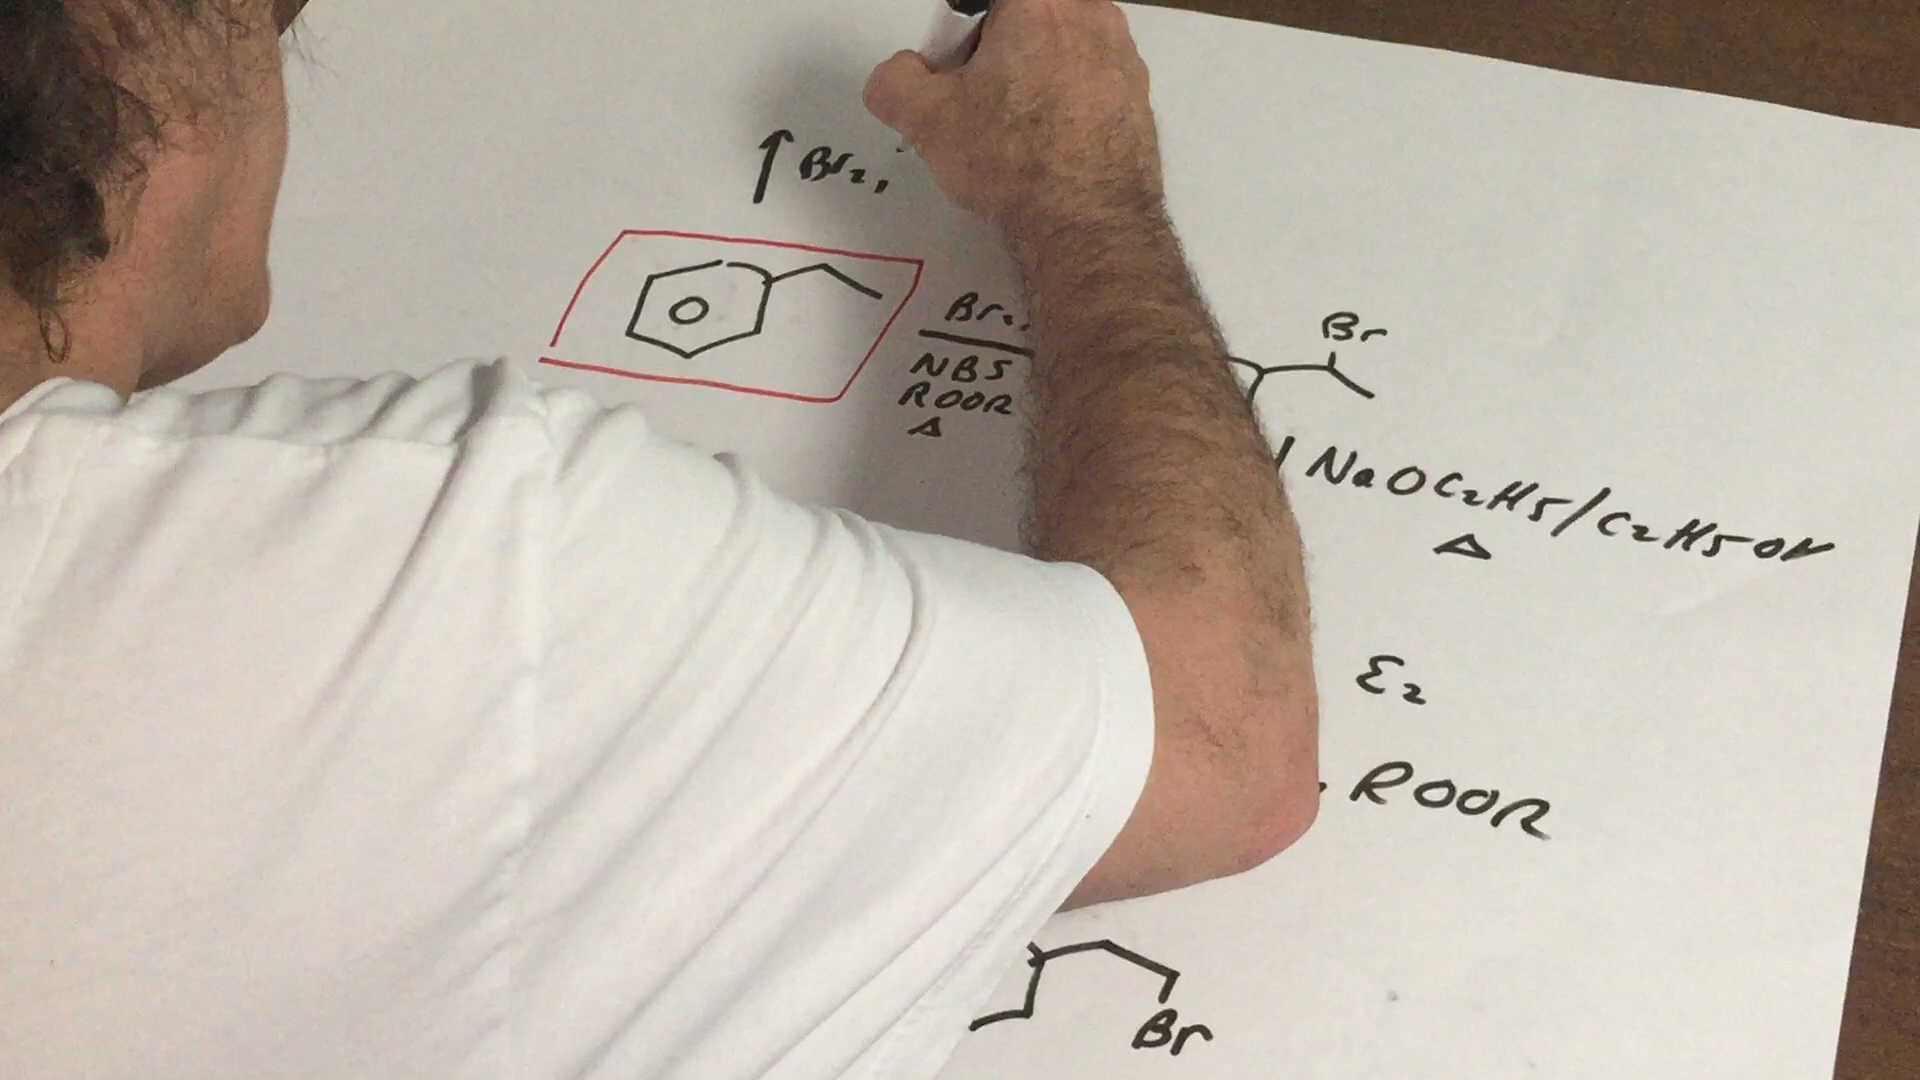 Br₂,
Br₂,
NBS
ROOR
Δ
Br
NaOC₂H₅/C₂H₅OH
Δ
E₂
ROOR
Br